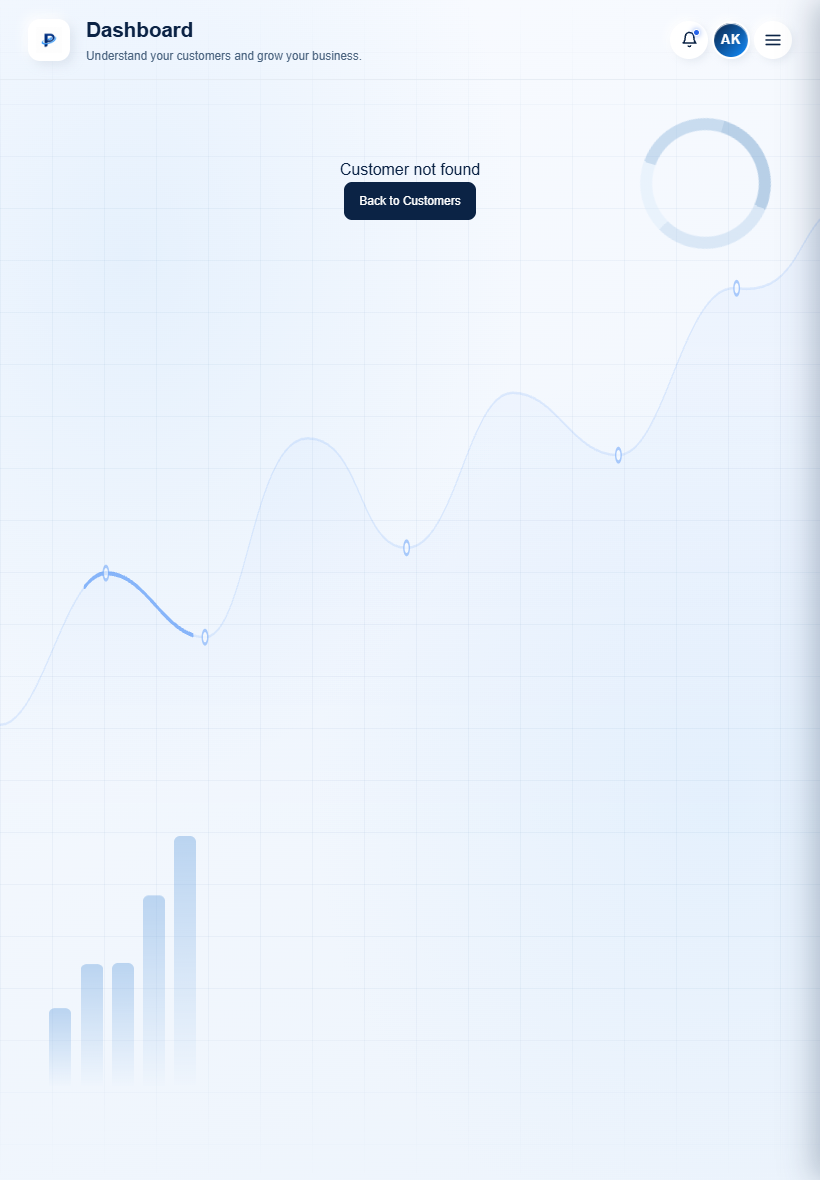 Dashboard
Understand your customers and grow your business.
AK
Customer not found
Back to Customers